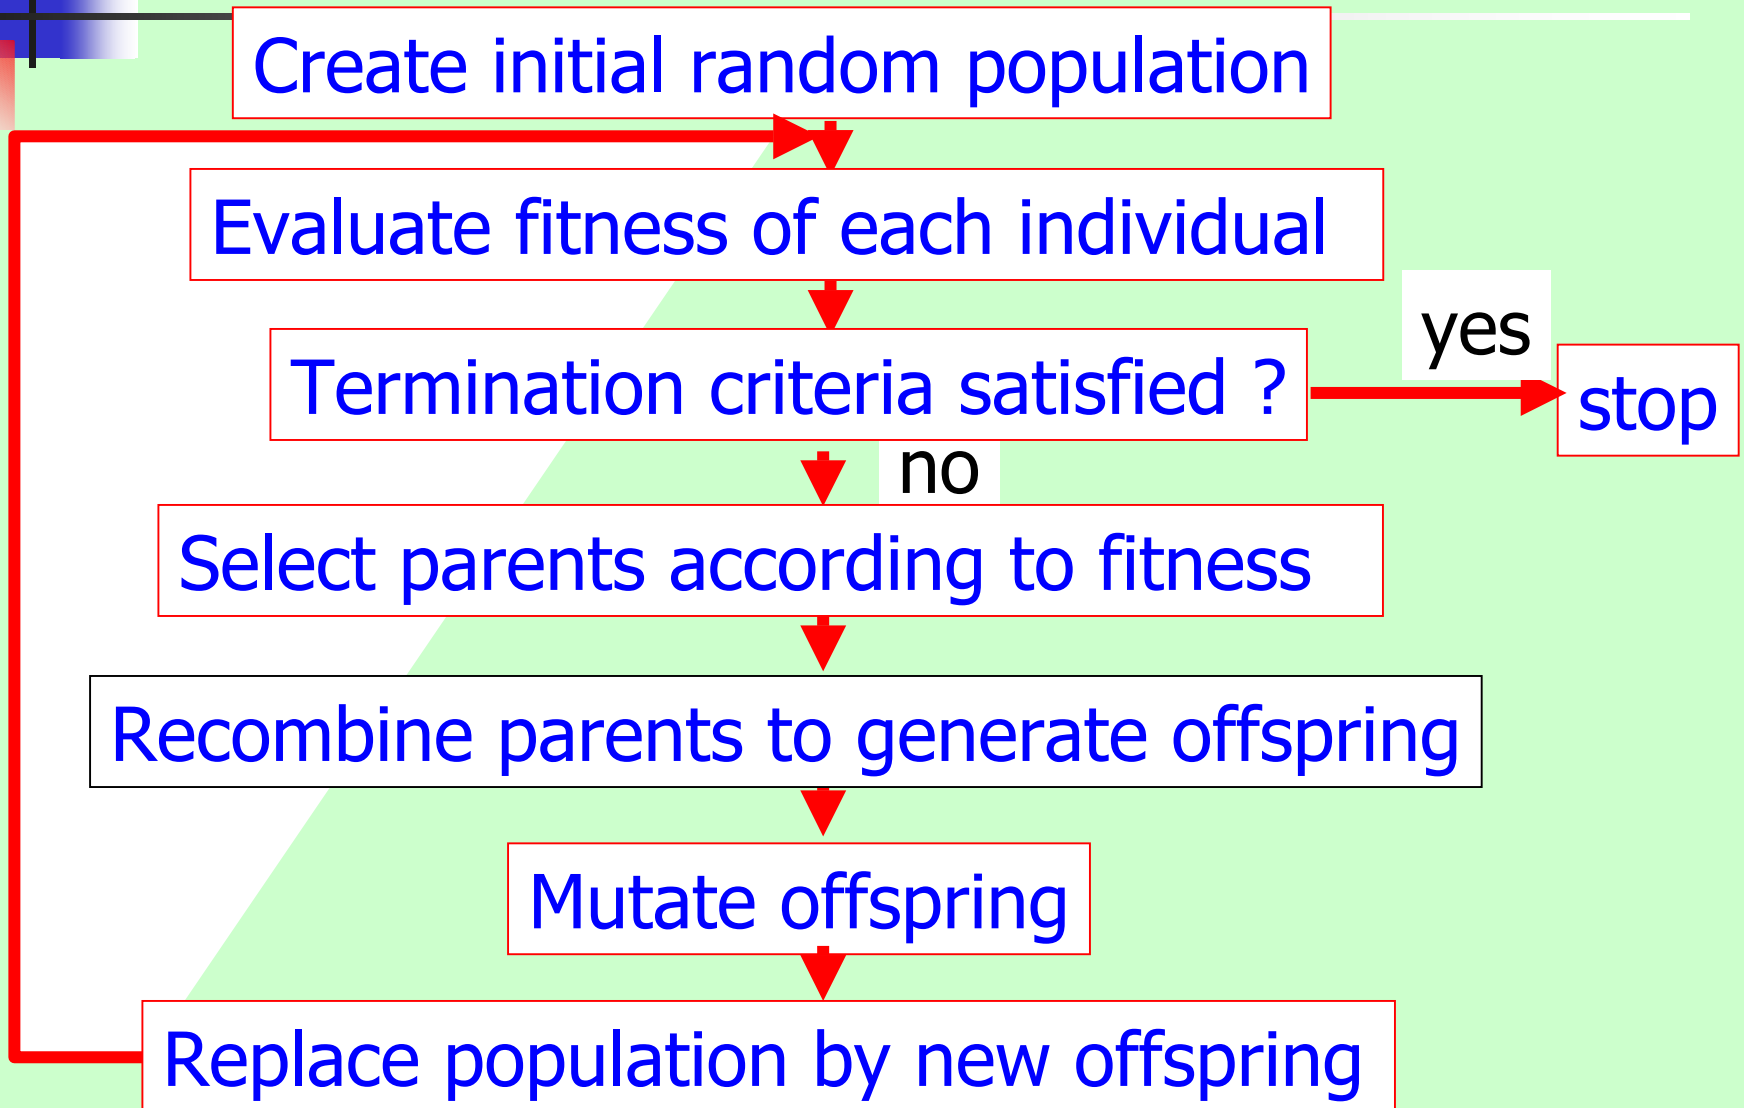 Create initial random population
Evaluate fitness of each individual
yes
Termination criteria satisfied ?
stop
no
Select parents according to fitness
Recombine parents to generate offspring
Mutate offspring
Replace population by new offspring